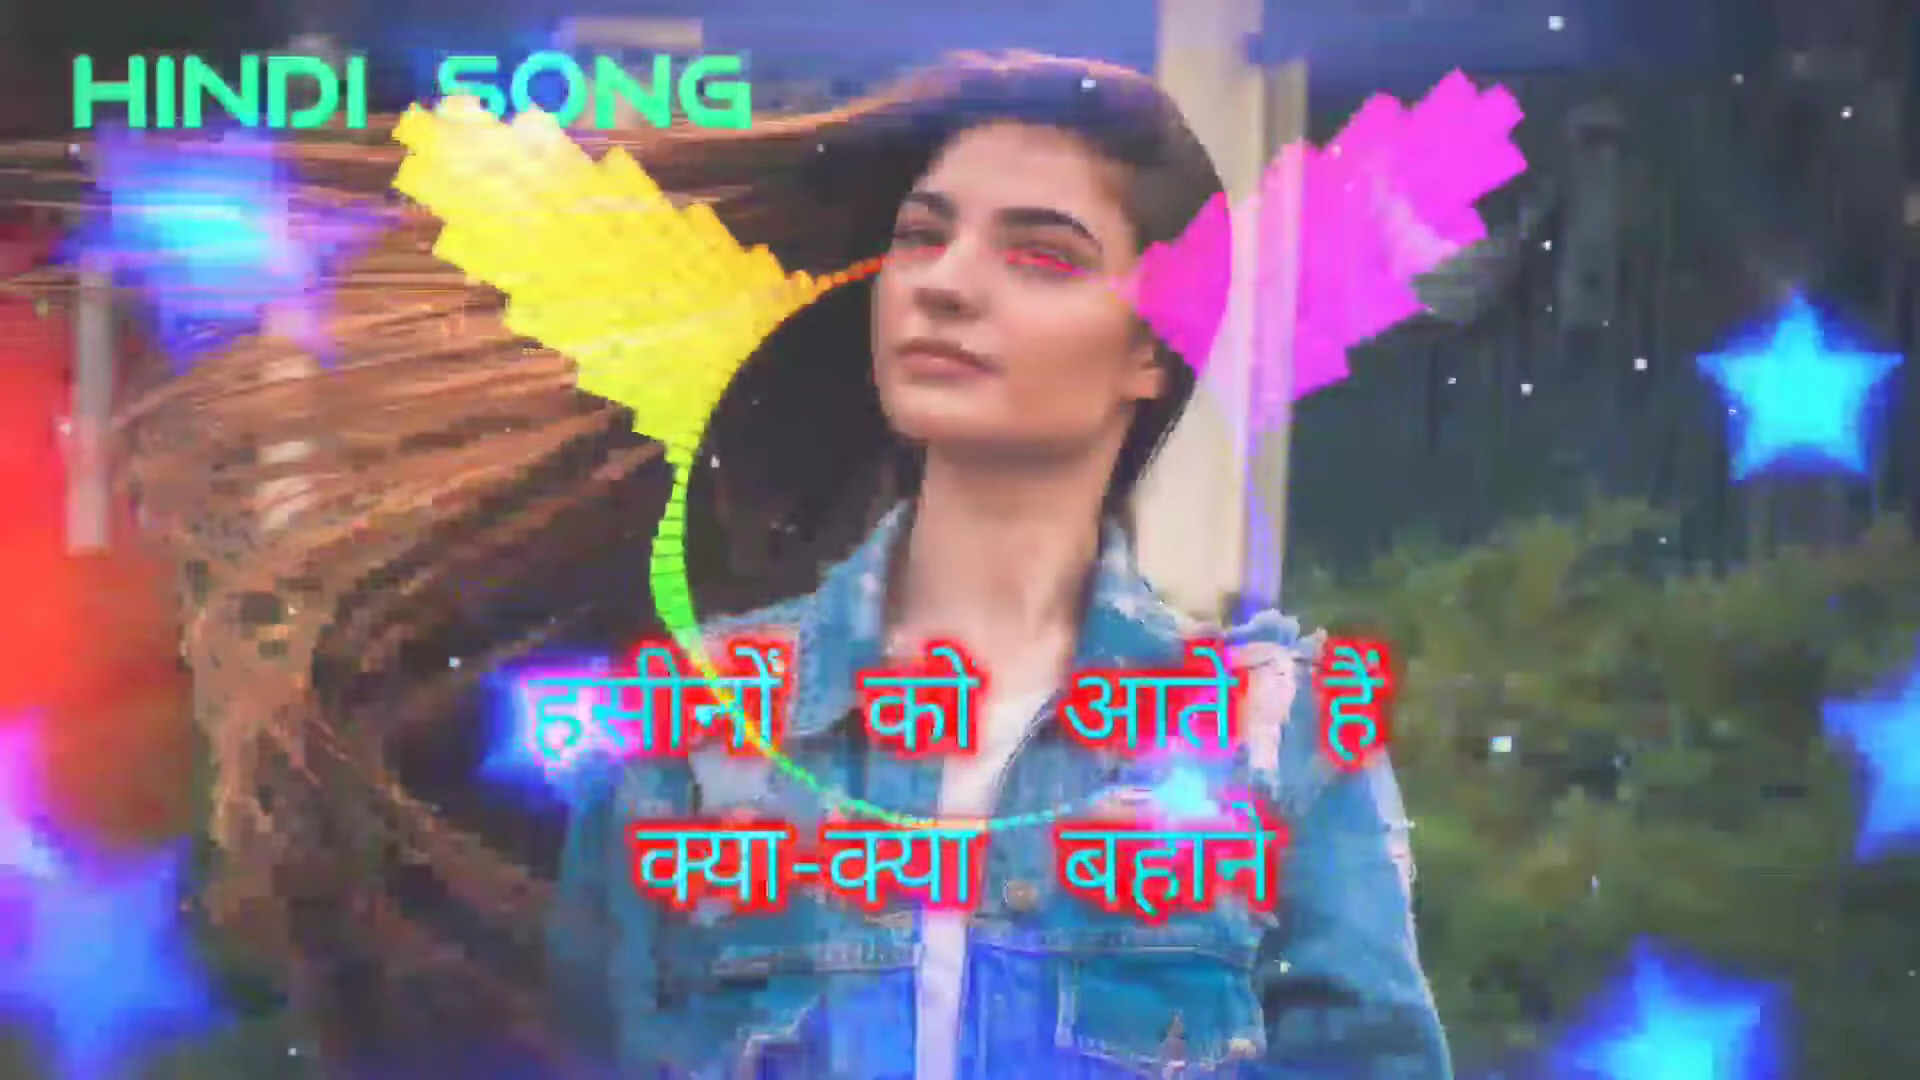 HINDI SONG
हसीनों को आते हैं
क्या-क्या बहाने